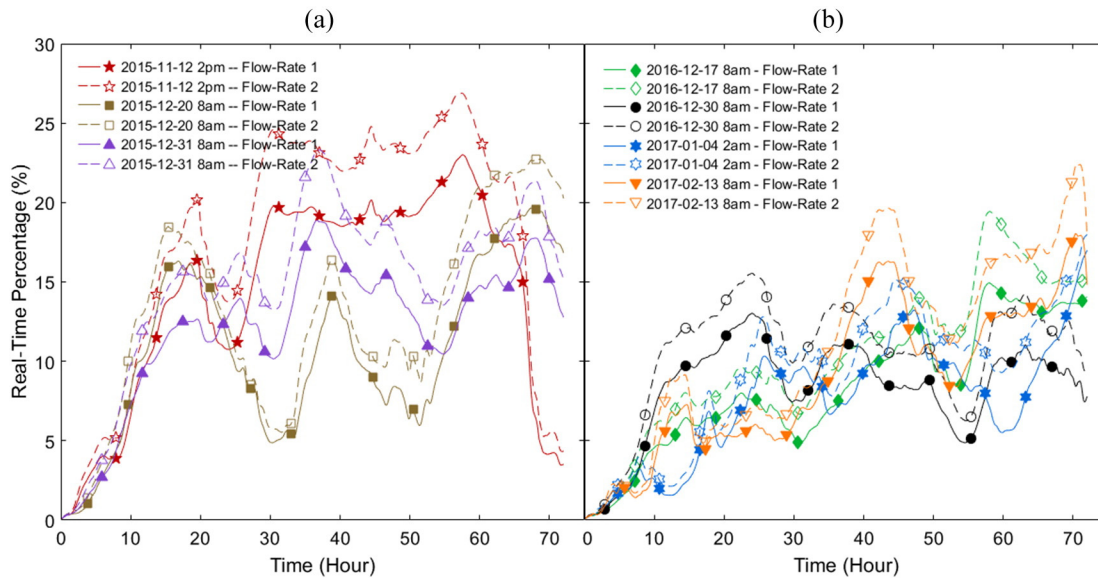 (a)
(b)
Real-Time Percentage (%)
30
25
20
15
10
5
0
2015-11-12 2pm -- Flow-Rate 1
2015-11-12 2pm -- Flow-Rate 2
2015-12-20 8am -- Flow-Rate 1
2015-12-20 8am -- Flow-Rate 2
2015-12-31 8am -- Flow-Rate 1
2015-12-31 8am -- Flow-Rate 2
0 10 20 30 40 50 60 70
Time (Hour)
2016-12-17 8am - Flow-Rate 1
2016-12-17 8am - Flow-Rate 2
2016-12-30 8am - Flow-Rate 1
2016-12-30 8am - Flow-Rate 2
2017-01-04 2am - Flow-Rate 1
2017-01-04 2am - Flow-Rate 2
2017-02-13 8am - Flow-Rate 1
2017-02-13 8am - Flow-Rate 2
0 10 20 30 40 50 60 70
Time (Hour)